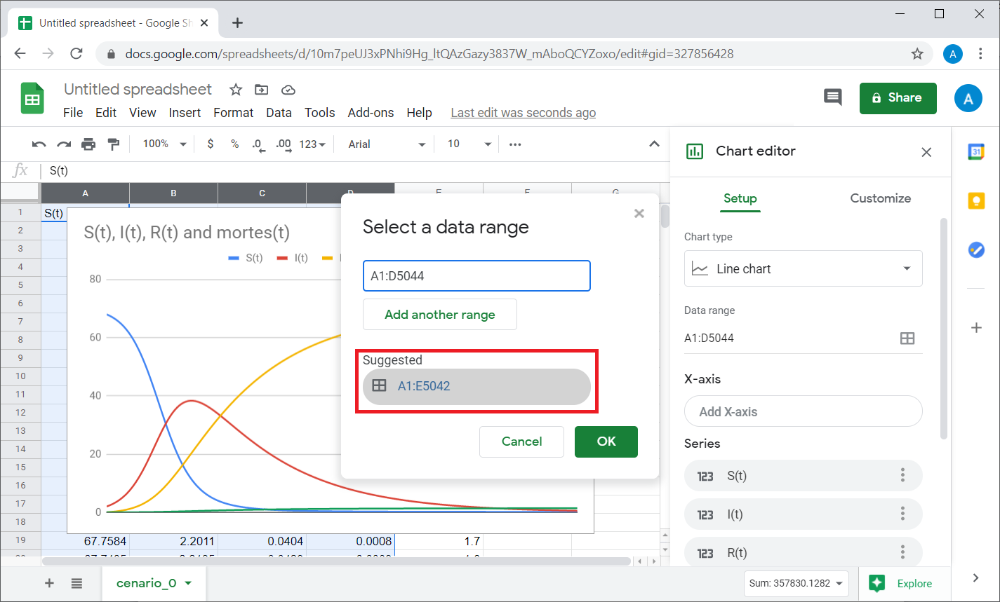 Untitled spreadsheet - Google Sh
docs.google.com/spreadsheets/d/10m7peUJ3xPNhi9Hg_ltQAzGazy3837W_mAboQCYZoxo/edit#gid=327856428
A
Untitled spreadsheet
File Edit View Insert Format Data Tools Add-ons Help Last edit was seconds ago
Share
A
100% $ % .0 .00 123 Arial 10
fx S(t)
A B C D E F G
1 S(t)
2
3
4
5
6
7
8
9
10
11
12
13
14
15
16
17
18
19 67.7584 2.2011 0.0404 0.0008 1.7
S(t), I(t), R(t) and mortes(t)
S(t) I(t)
80
60
40
20
0
Select a data range
A1:D5044
Add another range
Suggested
A1:E5042
Cancel OK
Chart editor
Setup Customize
Chart type
Line chart
Data range
A1:D5044
X-axis
Add X-axis
Series
123 S(t)
123 I(t)
123 R(t)
31
cenario_0
Sum: 357830.1282
Explore